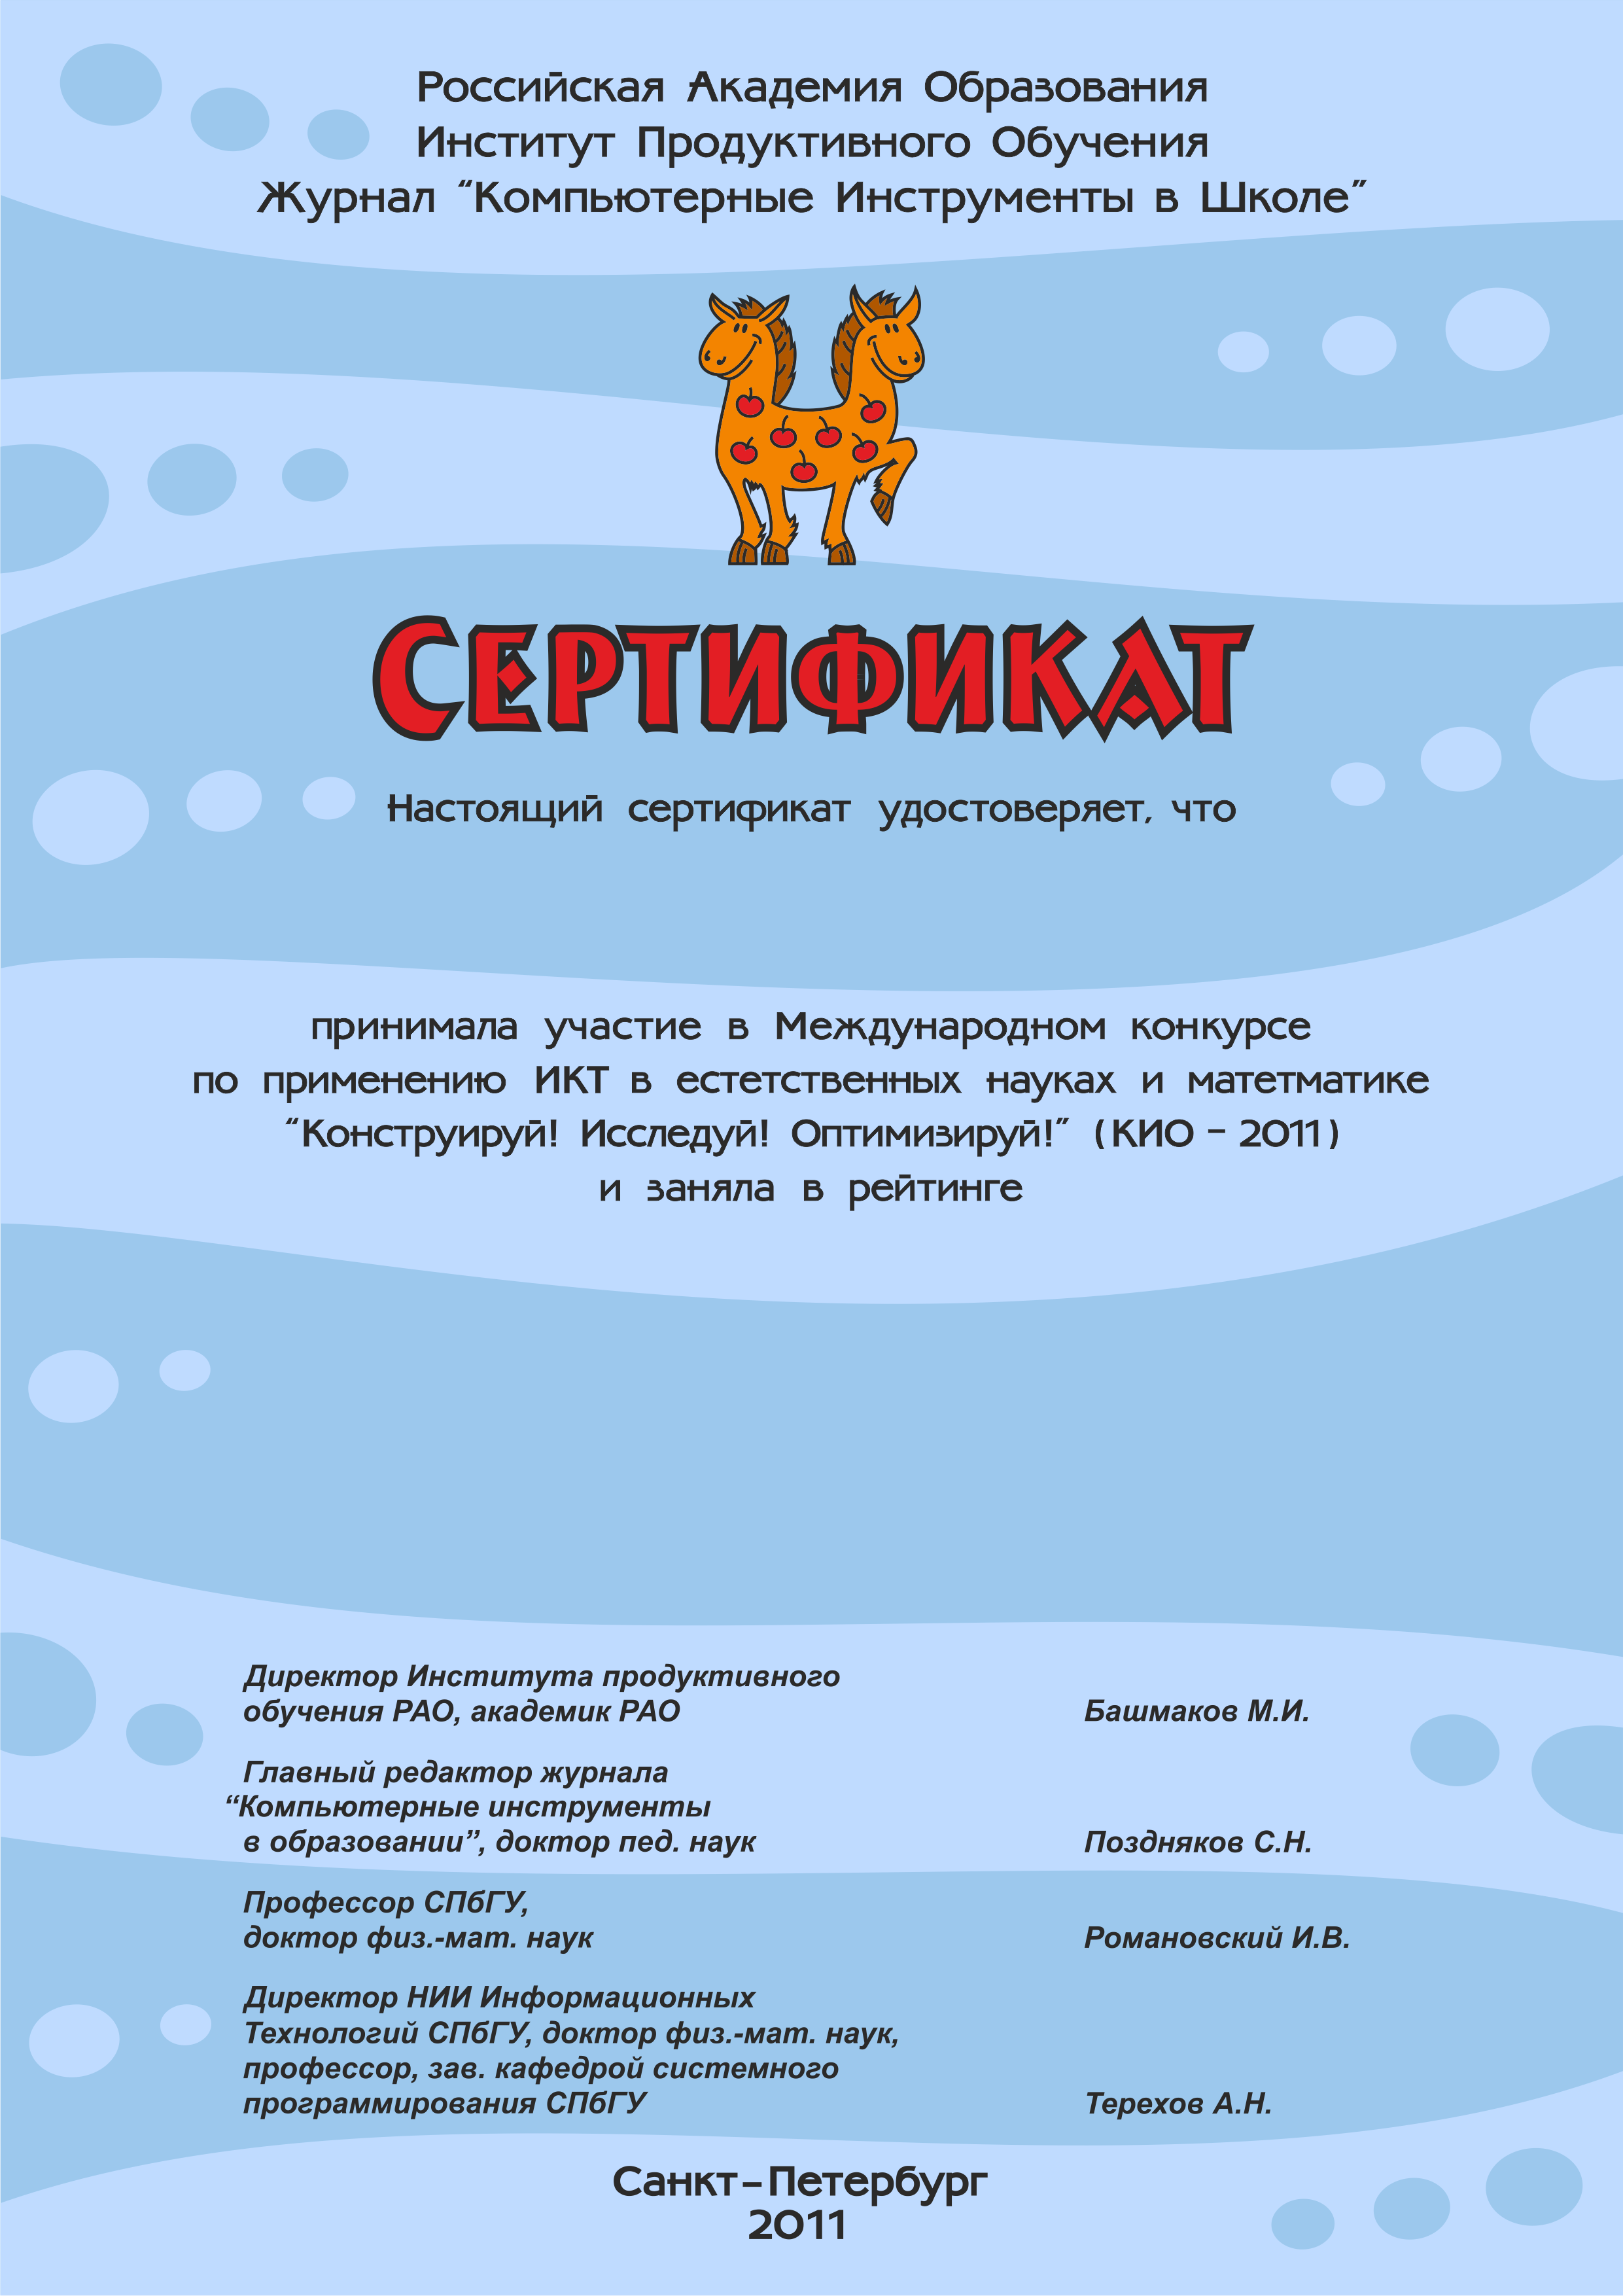 Российская Академия Образования
Институт Продуктивного Обучения
Журнал “Компьютерные Инструменты в Школе”
Сертификат
Настоящий сертификат удостоверяет, что
принимала участие в Международном конкурсе
по применению ИКТ в естетственных науках и матетматике
“Конструируй! Исследуй! Оптимизируй!” (КИО - 2011)
и заняла в рейтинге
Директор Института продуктивного
обучения РАО, академик РАО Башмаков М.И.
Главный редактор журнала
“Компьютерные инструменты
в образовании”, доктор пед. наук Поздняков С.Н.
Профессор СПбГУ,
доктор физ.-мат. наук Романовский И.В.
Директор НИИ Информационных
Технологий СПбГУ, доктор физ.-мат. наук,
профессор, зав. кафедрой системного
программирования СПбГУ Терехов А.Н.
Санкт-Петербург
2011